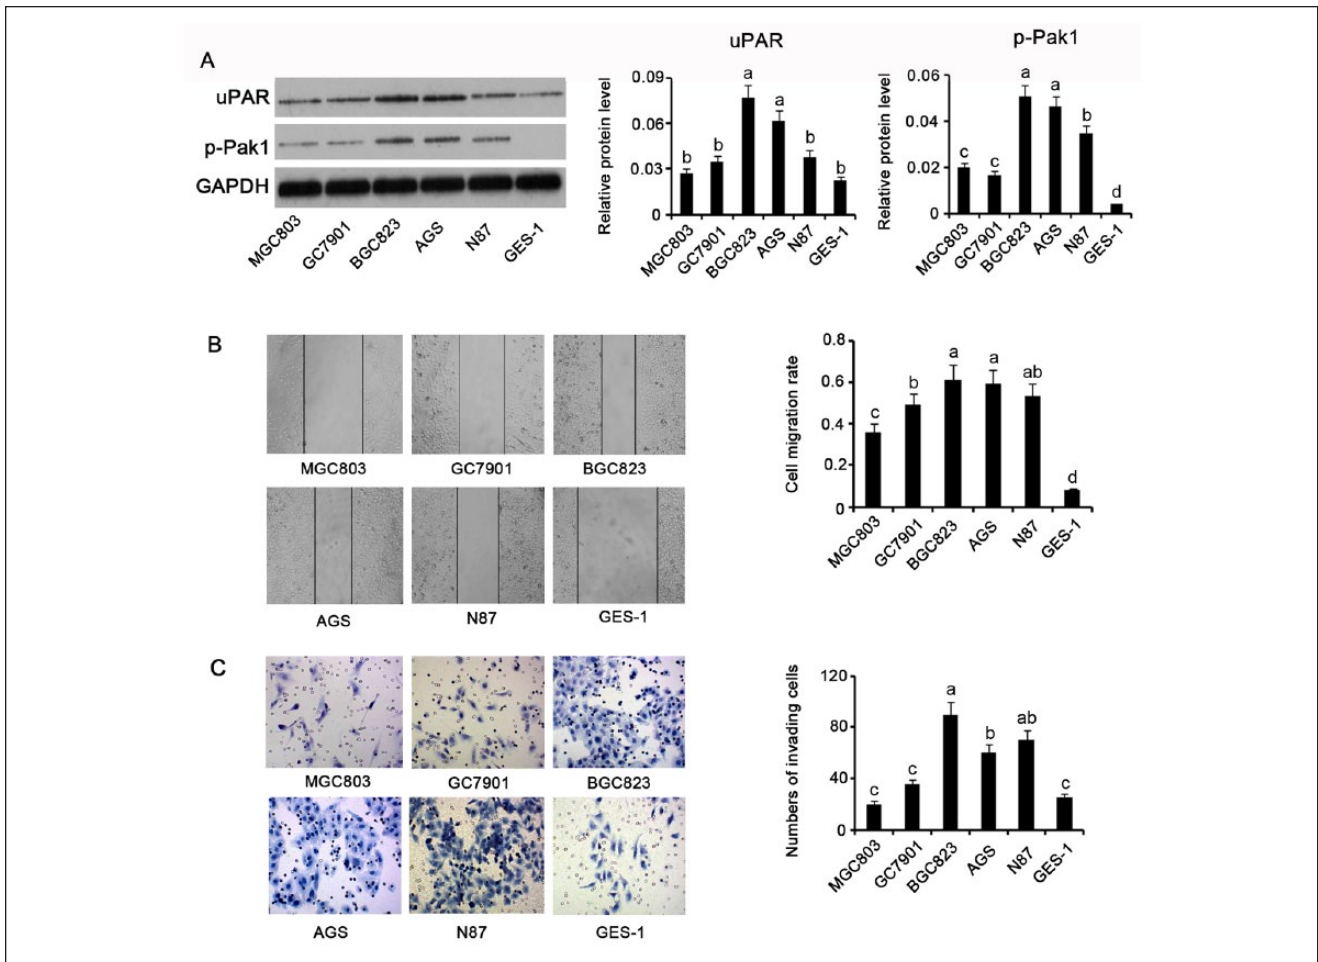 A
uPAR
p-Pak1
GAPDH
MGC803
GC7901
BGC823
AGS
N87
GES-1
uPAR
Relative protein level
0.09
0.06
0.03
0
b
b
a
a
b
b
MGC803
GC7901
BGC823
AGS
N87
GES-1
p-Pak1
Relative protein level
0.06
0.04
0.02
0
c
c
a
a
b
d
MGC803
GC7901
BGC823
AGS
N87
GES-1
B
MGC803
GC7901
BGC823
AGS
N87
GES-1
Cell migration rate
0.8
0.6
0.4
0.2
0
c
b
a
a
ab
d
MGC803
GC7901
BGC823
AGS
N87
GES-1
C
MGC803
GC7901
BGC823
AGS
N87
GES-1
Numbers of invading cells
120
80
40
0
c
c
a
b
ab
c
MGC803
GC7901
BGC823
AGS
N87
GES-1